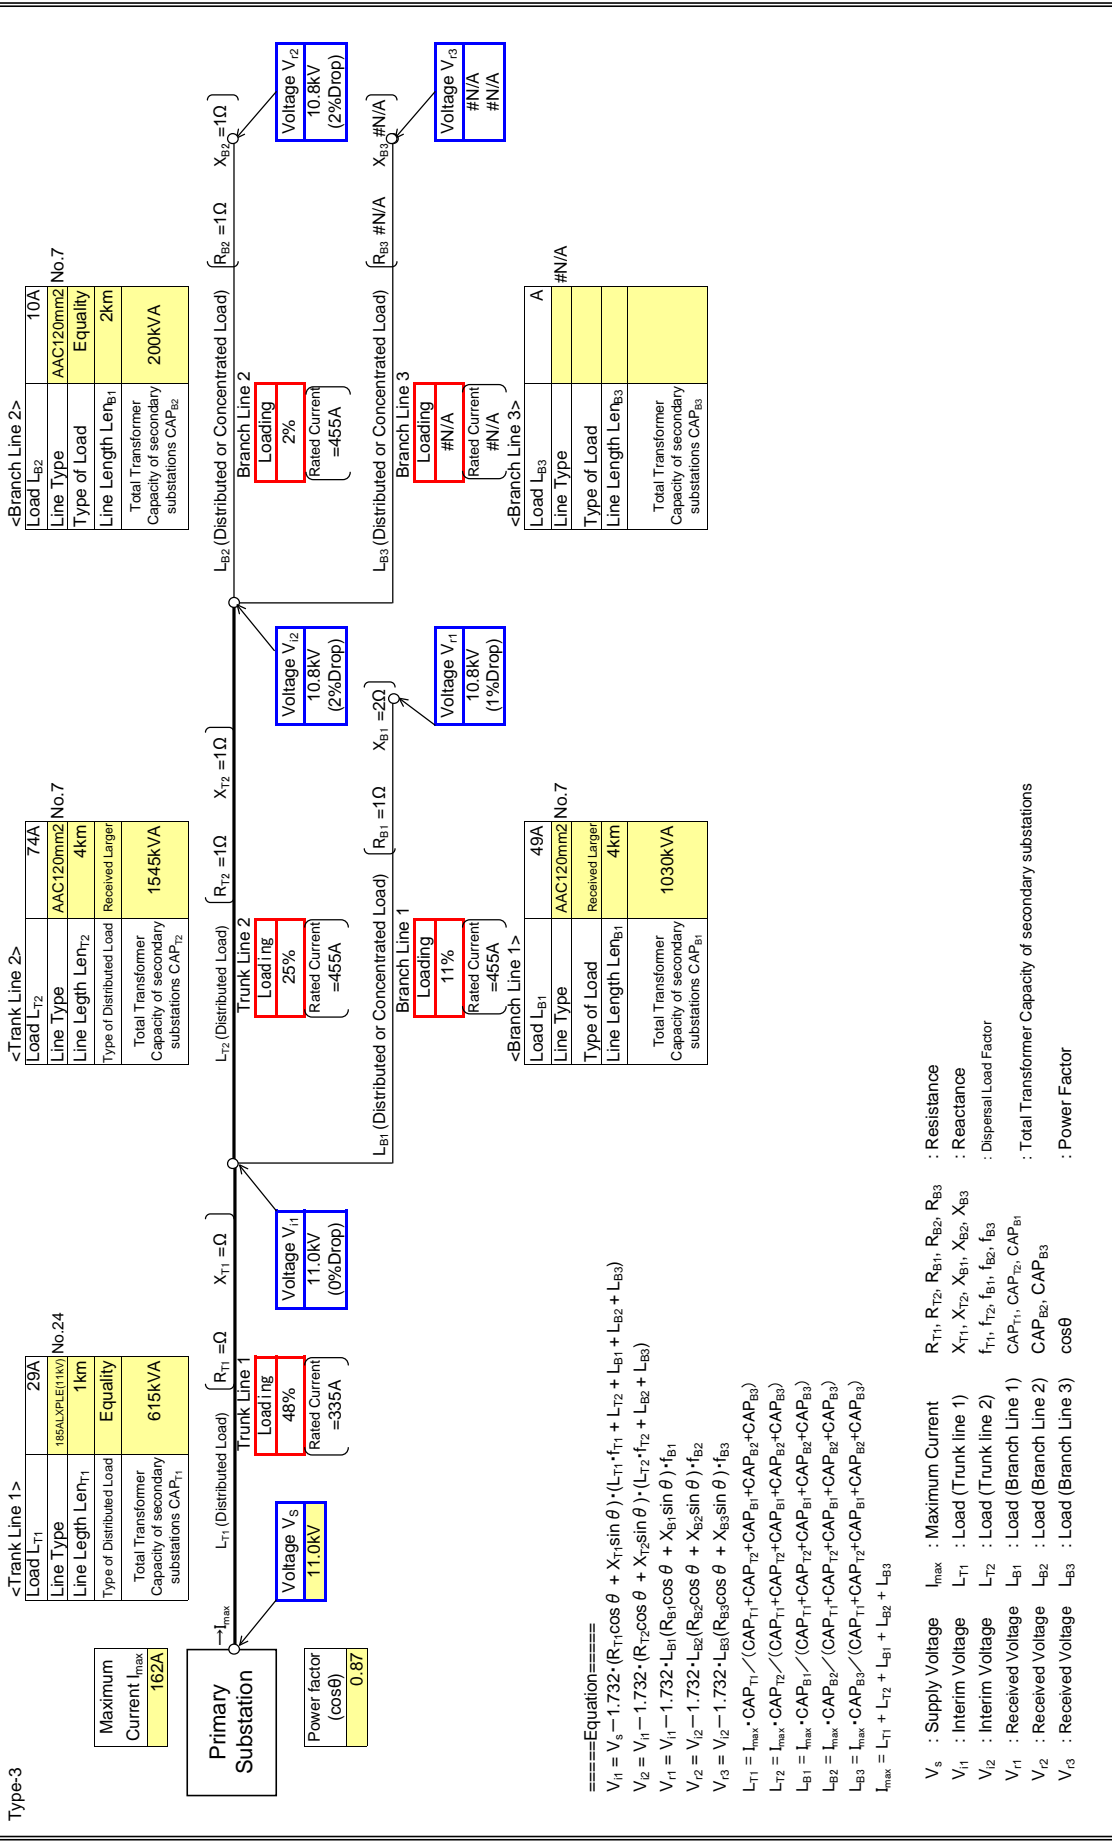 Type-3
Maximum
Current Imax
162A
Primary
Substation
Power factor
(cosθ)
0.87
→Imax
Voltage Vs
11.0kV
<Trank Line 1>
Load LT1 29A
Line Type 185ALXPLE(11kV) No.24
Line Legth LenT1 1km
Type of Distributed Load Equality
Total Transformer
Capacity of secondary
substations CAPT1
615kVA
LT1 (Distributed Load) RT1 =Ω XT1 =Ω
Trunk Line 1
Loading
48%
Rated Current
=335A
Voltage Vi1
11.0kV
(0%Drop)
<Trank Line 2>
Load LT2 74A
Line Type AAC120mm2 No.7
Line Legth LenT2 4km
Type of Distributed Load Received Larger
Total Transformer
Capacity of secondary
substations CAPT2
1545kVA
LT2 (Distributed Load) RT2 =1Ω XT2 =1Ω
Trunk Line 2
Loading
25%
Rated Current
=455A
Voltage Vi2
10.8kV
(2%Drop)
LB1 (Distributed or Concentrated Load) RB1 =1Ω XB1 =2Ω
Branch Line 1
Loading
11%
Rated Current
=455A
Voltage Vr1
10.8kV
(1%Drop)
<Branch Line 1>
Load LB1 49A
Line Type AAC120mm2 No.7
Type of Load Received Larger
Line Length LenB1 4km
Total Transformer
Capacity of secondary
substations CAPB1
1030kVA
<Branch Line 2>
Load LB2 10A
Line Type AAC120mm2 No.7
Type of Load Equality
Line Length LenB1 2km
Total Transformer
Capacity of secondary
substations CAPB2
200kVA
LB2 (Distributed or Concentrated Load) RB2 =1Ω XB2 =1Ω
Branch Line 2
Loading
2%
Rated Current
=455A
Voltage Vr2
10.8kV
(2%Drop)
LB3 (Distributed or Concentrated Load) RB3 #N/A XB3 #N/A
Branch Line 3
Loading
#N/A
Rated Current
#N/A
Voltage Vr3
#N/A
#N/A
<Branch Line 3>
Load LB3 A
Line Type #N/A
Type of Load
Line Length LenB3
Total Transformer
Capacity of secondary
substations CAPB3
=====Equation=====
Vi1 = Vs－1.732･(RT1cos θ + XT1sin θ)･(LT1･fT1 + LT2 + LB1 + LB2 + LB3)
Vi2 = Vi1－1.732･(RT2cos θ + XT2sin θ)･(LT2･fT2 + LB2 + LB3)
Vr1 = Vi1－1.732･LB1(RB1cos θ + XB1sin θ)･fB1
Vr2 = Vi2－1.732･LB2(RB2cos θ + XB2sin θ)･fB2
Vr3 = Vi2－1.732･LB3(RB3cos θ + XB3sin θ)･fB3
LT1 = Imax･CAPT1／(CAPT1+CAPT2+CAPB1+CAPB2+CAPB3)
LT2 = Imax･CAPT2／(CAPT1+CAPT2+CAPB1+CAPB2+CAPB3)
LB1 = Imax･CAPB1／(CAPT1+CAPT2+CAPB1+CAPB2+CAPB3)
LB2 = Imax･CAPB2／(CAPT1+CAPT2+CAPB1+CAPB2+CAPB3)
LB3 = Imax･CAPB3／(CAPT1+CAPT2+CAPB1+CAPB2+CAPB3)
Imax = LT1 + LT2 + LB1 + LB2 + LB3
Vs : Supply Voltage Imax : Maximum Current RT1, RT2, RB1, RB2, RB3 : Resistance
Vi1 : Interim Voltage LT1 : Load (Trunk line 1) XT1, XT2, XB1, XB2, XB3 : Reactance
Vi2 : Interim Voltage LT2 : Load (Trunk line 2) fT1, fT2, fB1, fB2, fB3 : Dispersal Load Factor
Vr1 : Received Voltage LB1 : Load (Branch Line 1) CAPT1, CAPT2, CAPB1 : Total Transformer Capacity of secondary substations
Vr2 : Received Voltage LB2 : Load (Branch Line 2) CAPB2, CAPB3
Vr3 : Received Voltage LB3 : Load (Branch Line 3) cosθ : Power Factor